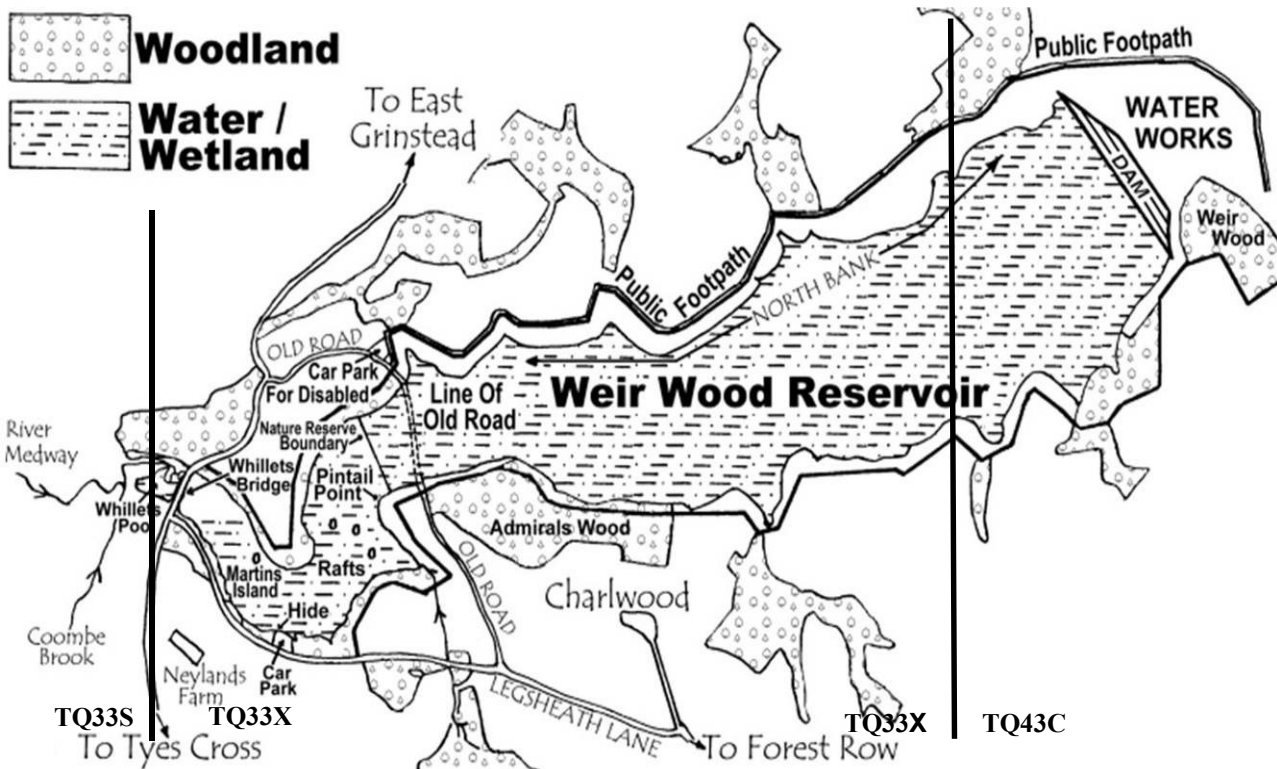 Woodland
Water /
Wetland
To East
Grinstead
Public Footpath
WATER
WORKS
DAM
Weir
Wood
Public Footpath
NORTH BANK
OLD ROAD
Car Park
For Disabled
Line Of
Old Road
Weir Wood Reservoir
River
Medway
Nature Reserve
Boundary
Whillets
Bridge
Pintail
Point
Whillets
Pool
Admirals Wood
Martins
Island
Rafts
Hide
OLD ROAD
Charlwood
Coombe
Brook
Neylands
Farm
Car
Park
LEGSHEATH LANE
TQ33S
TQ33X
TQ33X
TQ43C
To Tyes Cross
To Forest Row